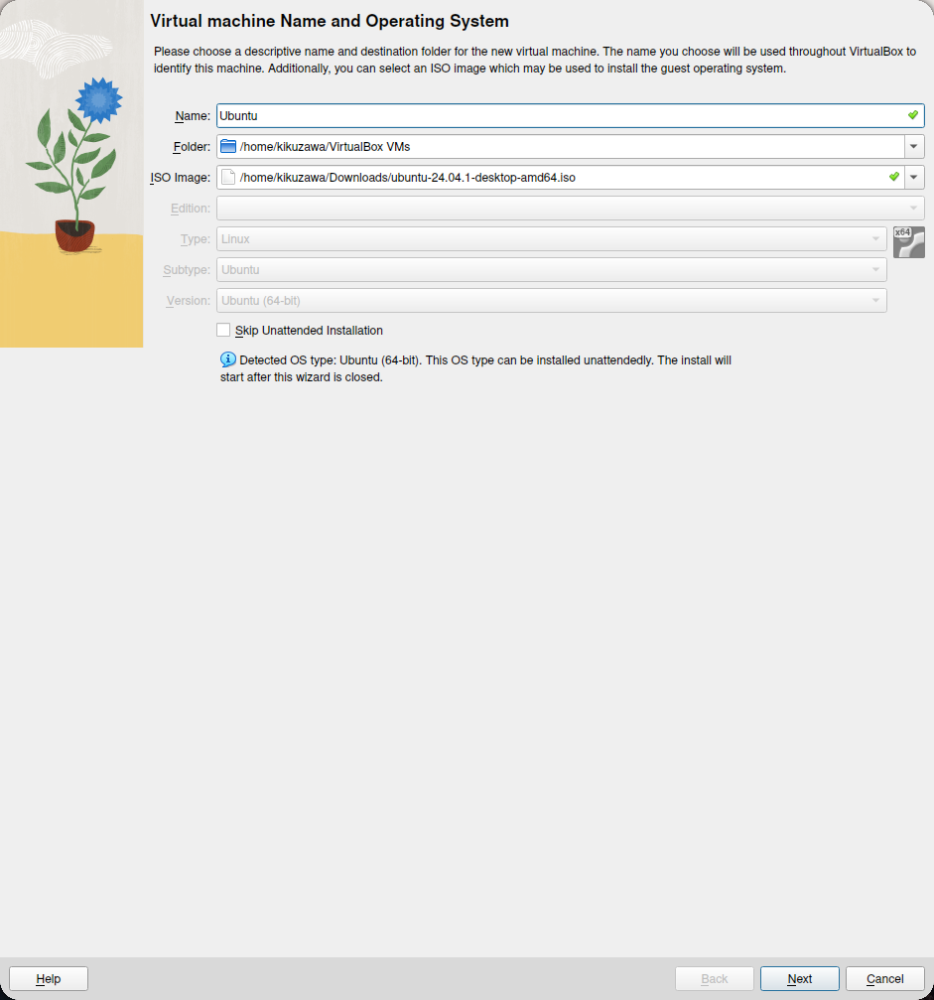 Virtual machine Name and Operating System
Please choose a descriptive name and destination folder for the new virtual machine. The name you choose will be used throughout VirtualBox to
identify this machine. Additionally, you can select an ISO image which may be used to install the guest operating system.
Name: Ubuntu
Folder: /home/kikuzawa/VirtualBox VMs
ISO Image: /home/kikuzawa/Downloads/ubuntu-24.04.1-desktop-amd64.iso
Edition:
Type: Linux x64
Subtype: Ubuntu
Version: Ubuntu (64-bit)
Skip Unattended Installation
Detected OS type: Ubuntu (64-bit). This OS type can be installed unattendedly. The install will
start after this wizard is closed.
Help Back Next Cancel